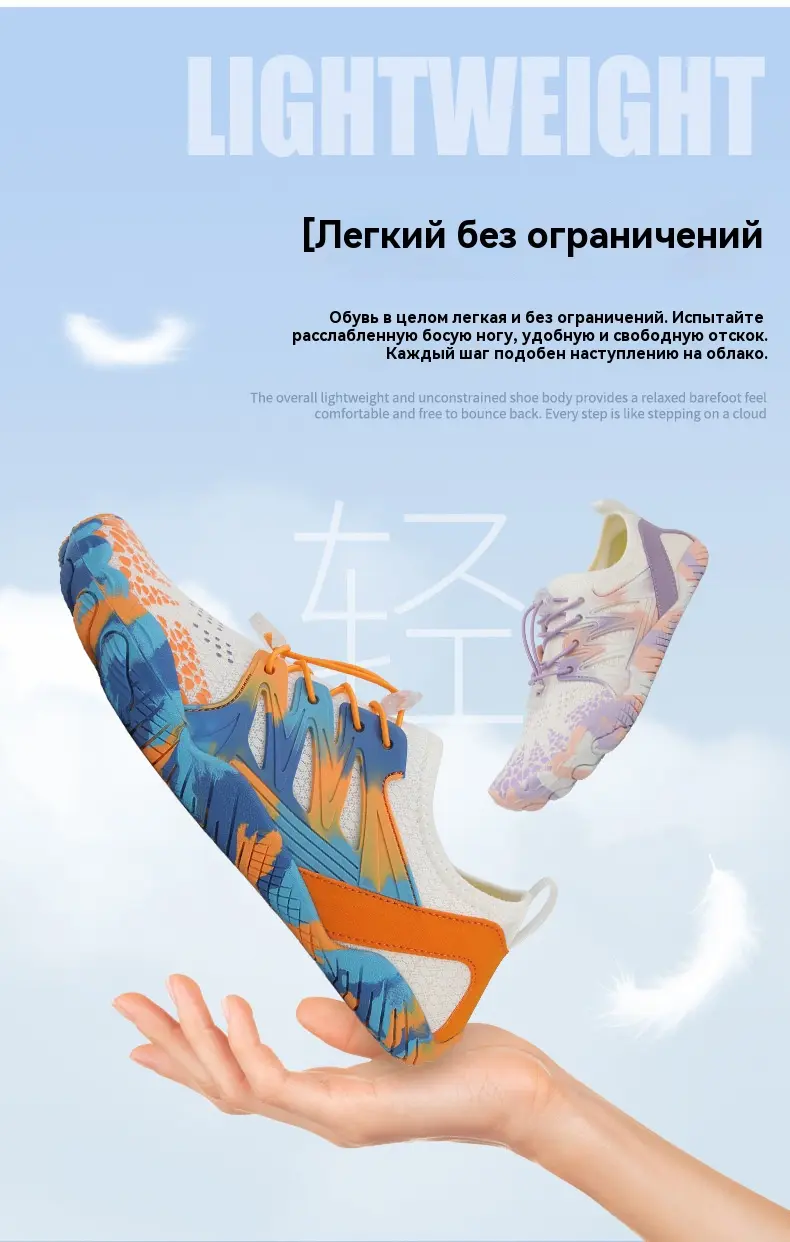 LIGHTWEIGHT
[Легкий без ограничений
Обувь в целом легкая и без ограничений. Испытайте
расслабленную босую ногу, удобную и свободную отскок.
Каждый шаг подобен наступлению на облако.
The overall lightweight and unconstrained shoe body provides a relaxed barefoot feel
comfortable and free to bounce back. Every step is like stepping on a cloud
轻